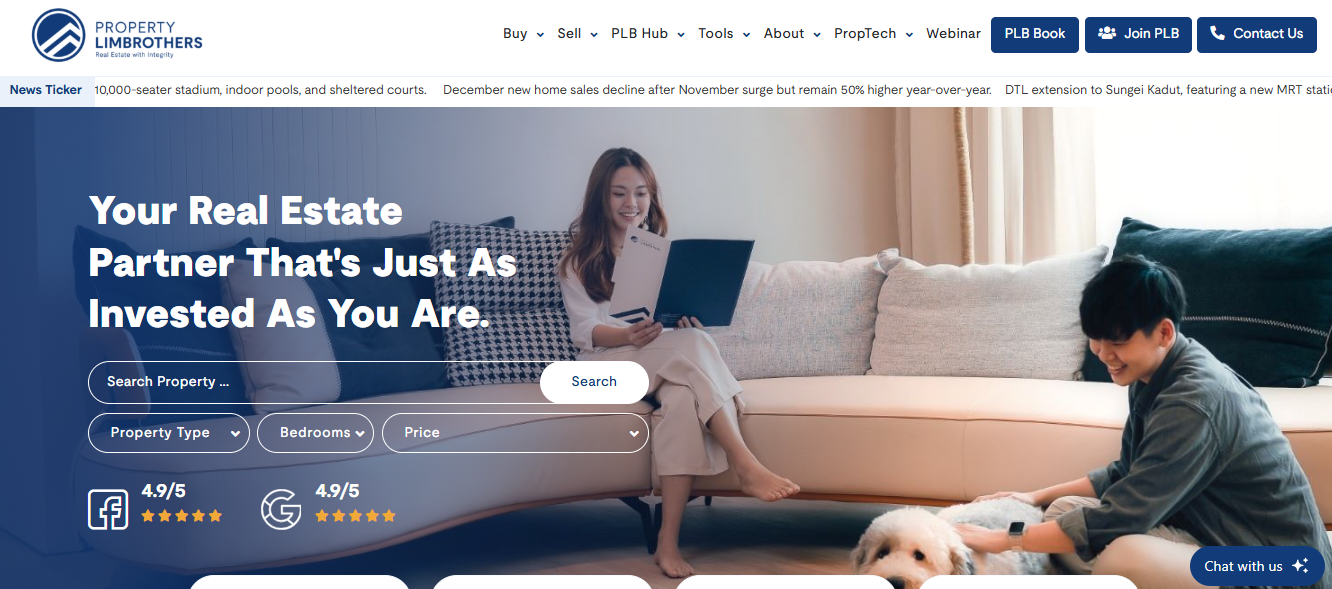 PROPERTY
LIMBROTHERS
Real Estate with Integrity
Buy Sell PLB Hub Tools About PropTech Webinar PLB Book Join PLB Contact Us
News Ticker 10,000-seater stadium, indoor pools, and sheltered courts. December new home sales decline after November surge but remain 50% higher year-over-year. DTL extension to Sungei Kadut, featuring a new MRT stati
Your Real Estate
Partner That's Just As
Invested As You Are.
Search Property ... Search
Property Type Bedrooms Price
4.9/5 4.9/5
Chat with us